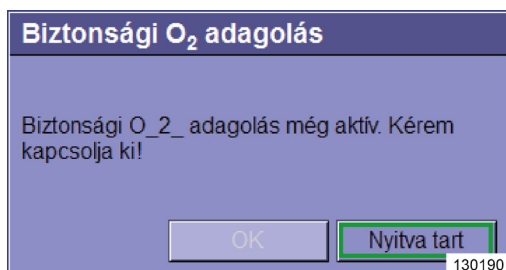 Biztonsági O₂ adagolás
Biztonsági O_2_ adagolás még aktív. Kérem
kapcsolja ki!
OK
Nyitva tart
130190